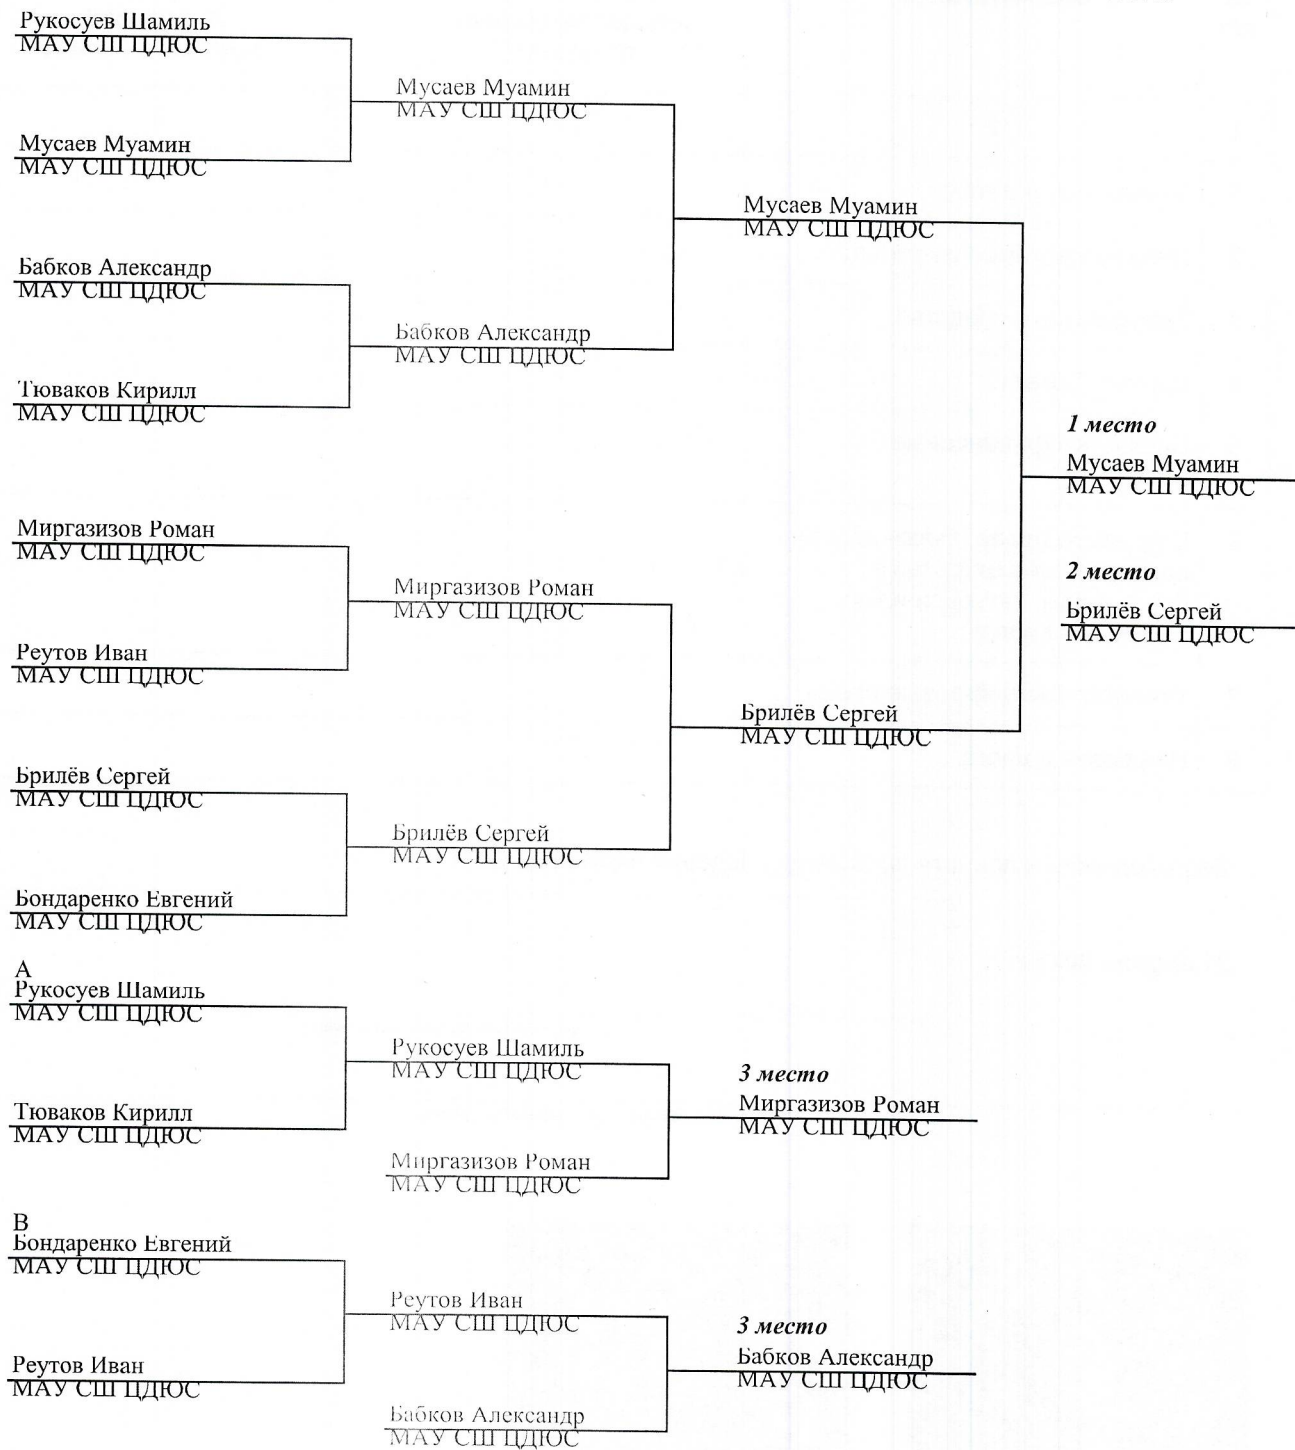 Рукосуев Шамиль
МАУ СШ ЦДЮС
Мусаев Муамин
МАУ СШ ЦДЮС
Мусаев Муамин
МАУ СШ ЦДЮС
Мусаев Муамин
МАУ СШ ЦДЮС
Бабков Александр
МАУ СШ ЦДЮС
Бабков Александр
МАУ СШ ЦДЮС
Тюваков Кирилл
МАУ СШ ЦДЮС
1 место
Мусаев Муамин
МАУ СШ ЦДЮС
Миргазизов Роман
МАУ СШ ЦДЮС
2 место
Миргазизов Роман
МАУ СШ ЦДЮС
Брилёв Сергей
МАУ СШ ЦДЮС
Реутов Иван
МАУ СШ ЦДЮС
Брилёв Сергей
МАУ СШ ЦДЮС
Брилёв Сергей
МАУ СШ ЦДЮС
Брилёв Сергей
МАУ СШ ЦДЮС
Бондаренко Евгений
МАУ СШ ЦДЮС
А
Рукосуев Шамиль
МАУ СШ ЦДЮС
Рукосуев Шамиль
МАУ СШ ЦДЮС
3 место
Миргазизов Роман
МАУ СШ ЦДЮС
Тюваков Кирилл
МАУ СШ ЦДЮС
Миргазизов Роман
МАУ СШ ЦДЮС
В
Бондаренко Евгений
МАУ СШ ЦДЮС
Реутов Иван
МАУ СШ ЦДЮС
3 место
Бабков Александр
МАУ СШ ЦДЮС
Реутов Иван
МАУ СШ ЦДЮС
Бабков Александр
МАУ СШ ЦДЮС